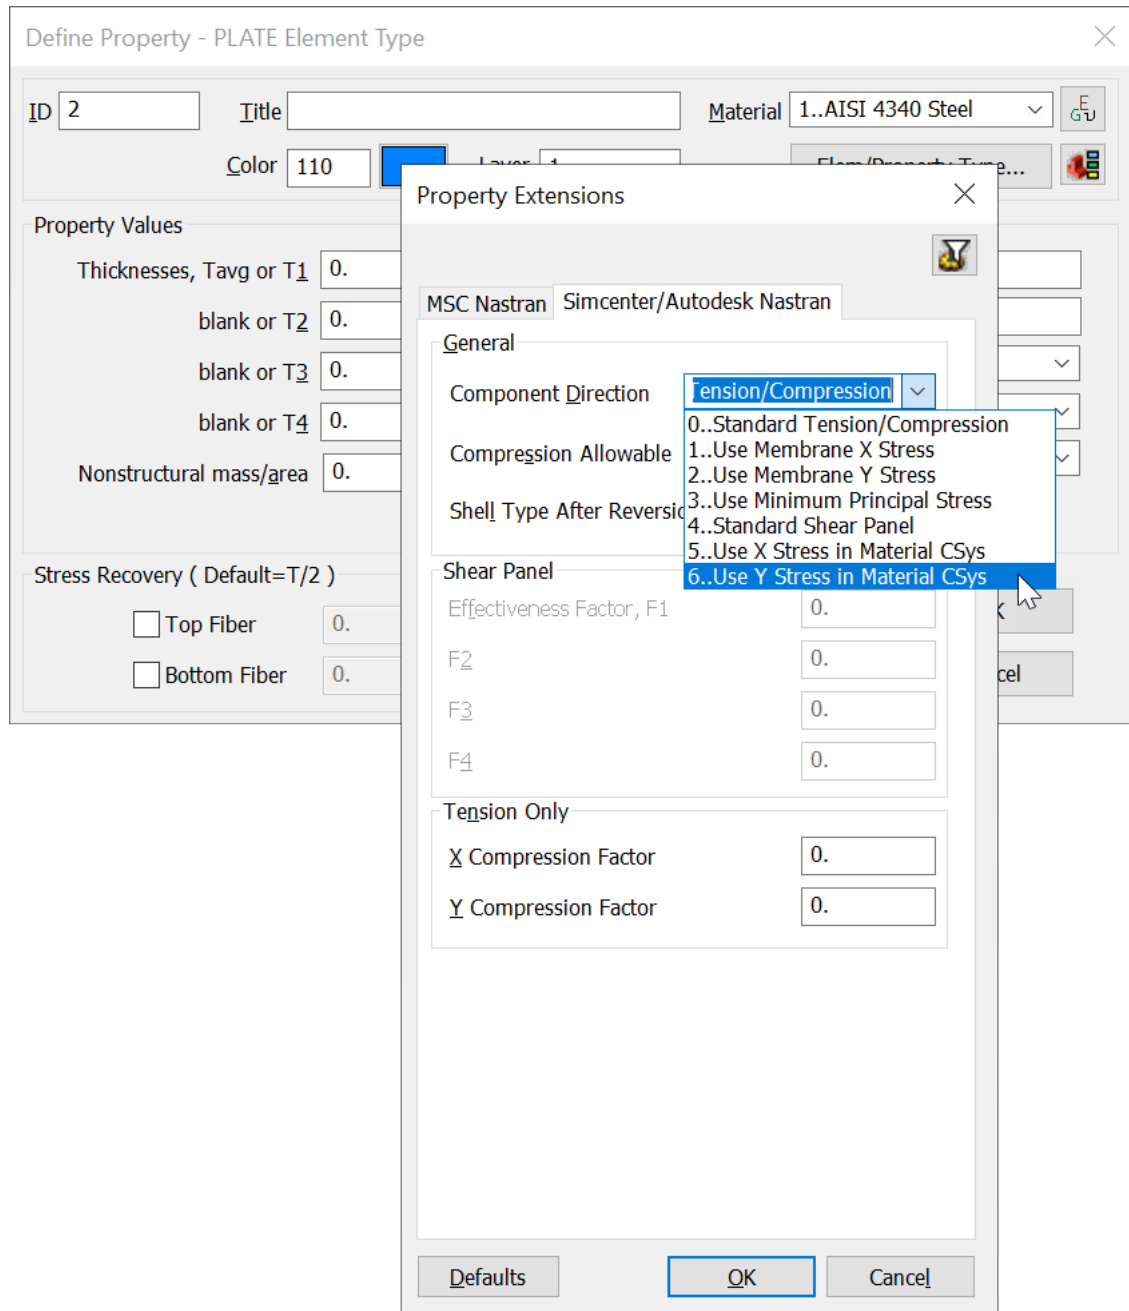 Define Property - PLATE Element Type
ID 2 Title Material 1..AISI 4340 Steel
Color 110
Property Extensions
Property Values
Thicknesses, Tavg or T1 0.
blank or T2 0.
blank or T3 0.
blank or T4 0.
Nonstructural mass/area 0.
Stress Recovery ( Default=T/2 )
Top Fiber 0.
Bottom Fiber 0.
MSC Nastran Simcenter/Autodesk Nastran
General
Component Direction Tension/Compression
0..Standard Tension/Compression
1..Use Membrane X Stress
2..Use Membrane Y Stress
3..Use Minimum Principal Stress
4..Standard Shear Panel
5..Use X Stress in Material CSys
6..Use Y Stress in Material CSys
Compression Allowable
Shell Type After Reversio
Shear Panel
Effectiveness Factor, F1 0.
F2 0.
F3 0.
F4 0.
Tension Only
X Compression Factor 0.
Y Compression Factor 0.
Defaults OK Cancel